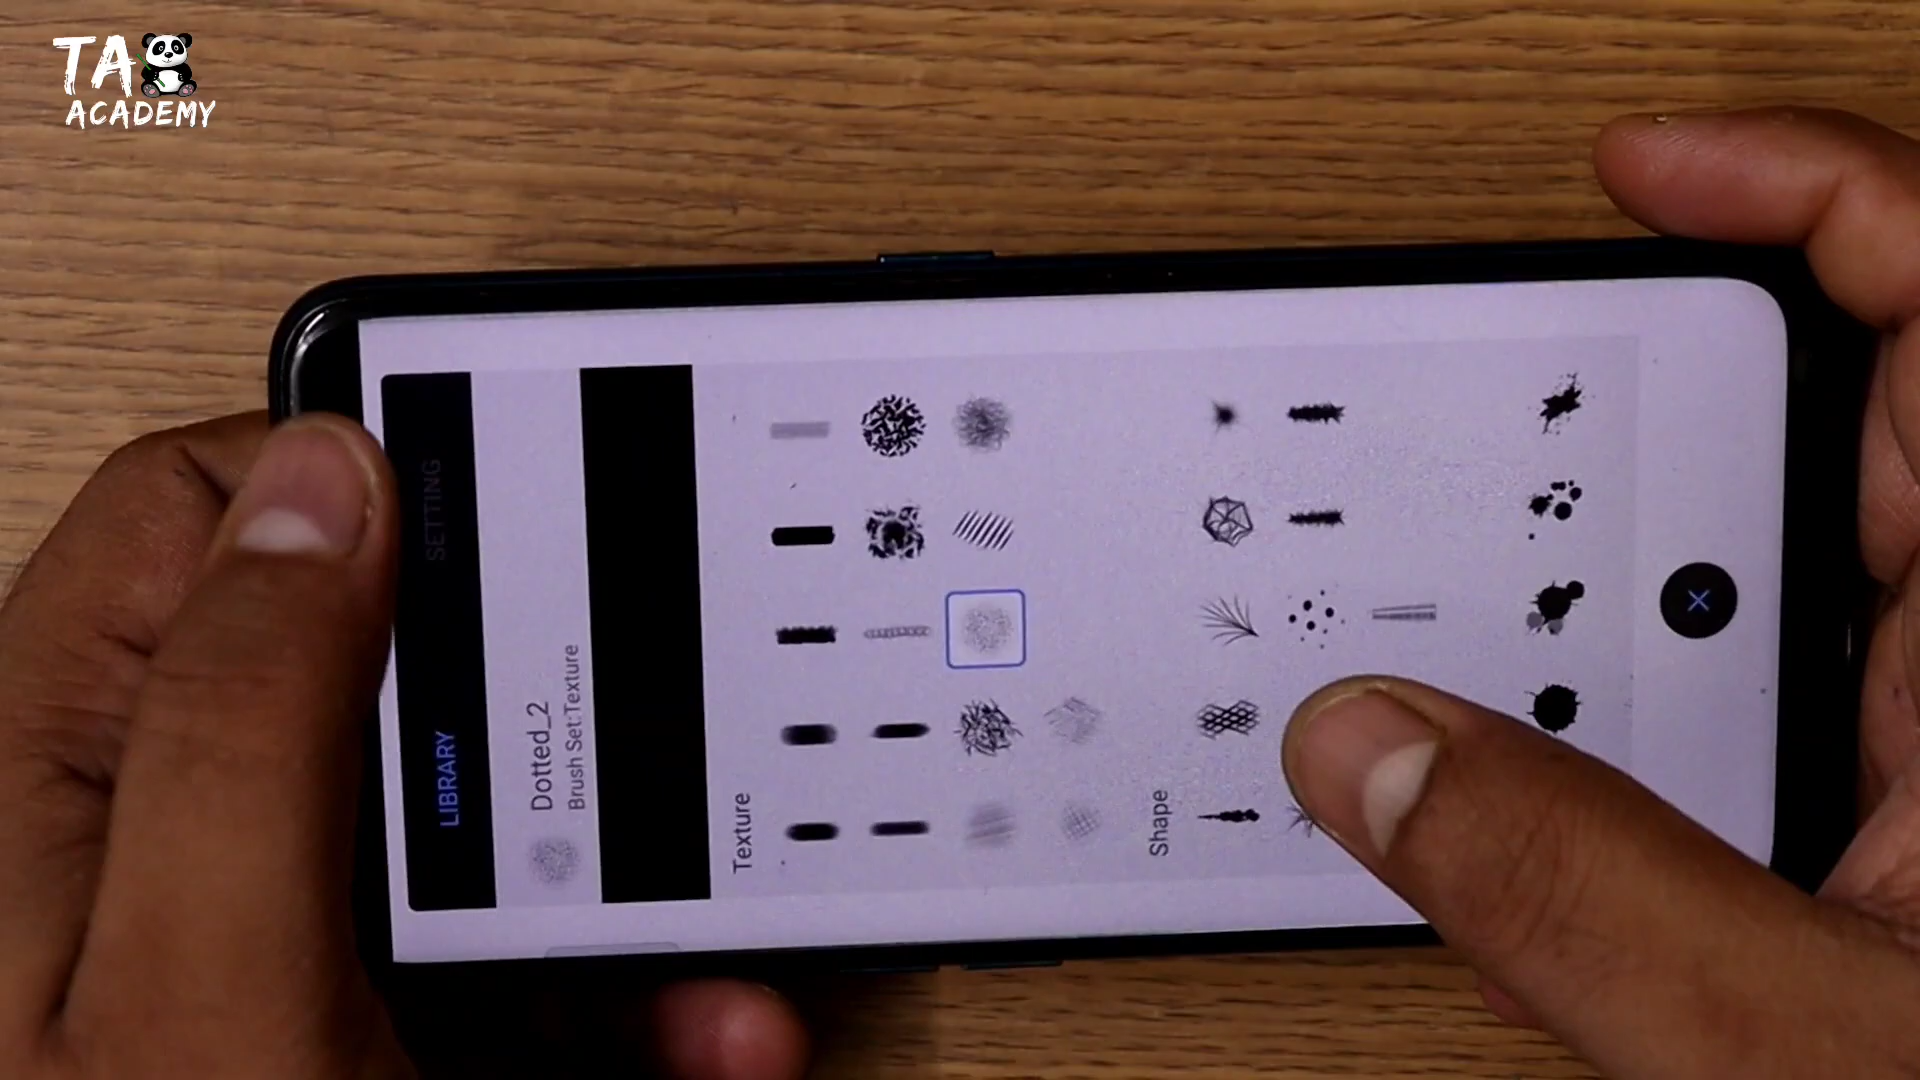 TA
ACADEMY
LIBRARY
SETTING
Dotted_2
Brush Set:Texture
Texture
Shape